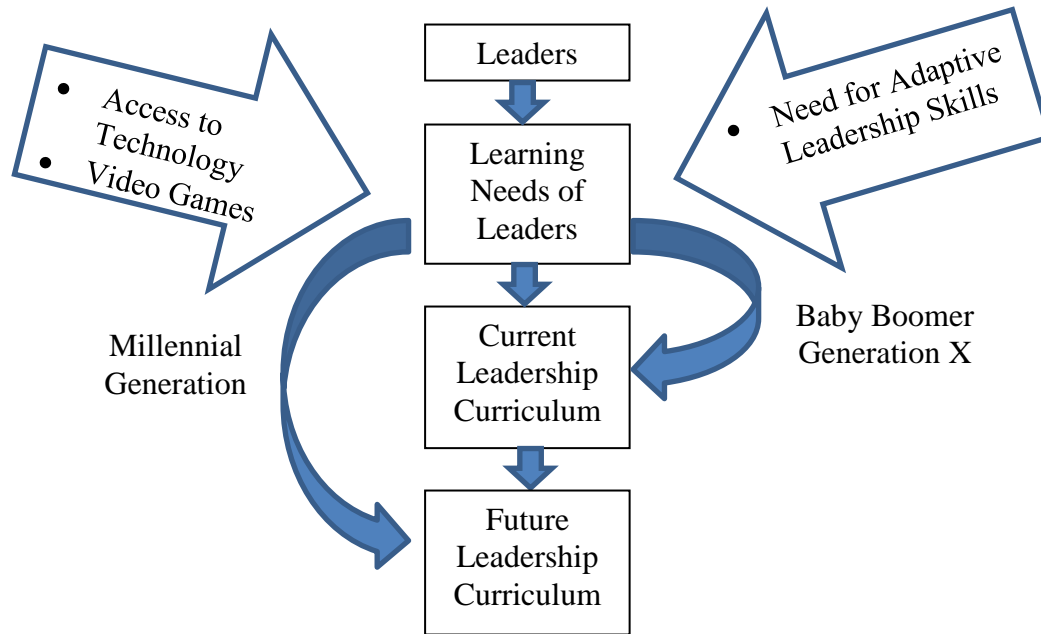 Leaders
• Access to
Technology
• Video Games
• Need for Adaptive
Leadership Skills
Learning
Needs of
Leaders
Millennial
Generation
Current
Leadership
Curriculum
Baby Boomer
Generation X
Future
Leadership
Curriculum